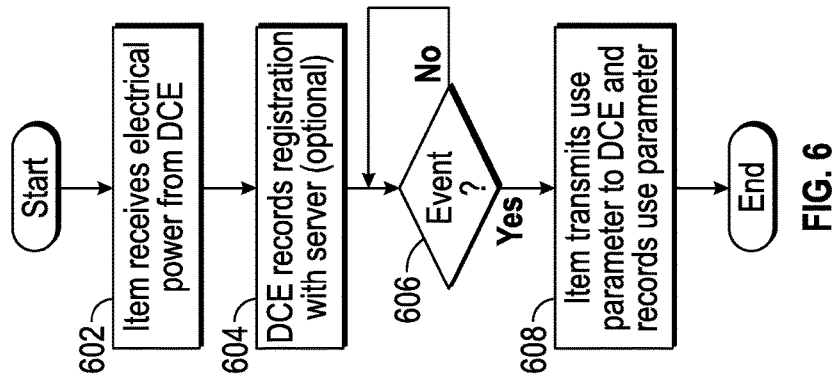 Start
602
Item receives electrical
power from DCE
604
DCE records registration
with server (optional)
606
Event
?
No
Yes
608
Item transmits use
parameter to DCE and
records use parameter
End
FIG. 6